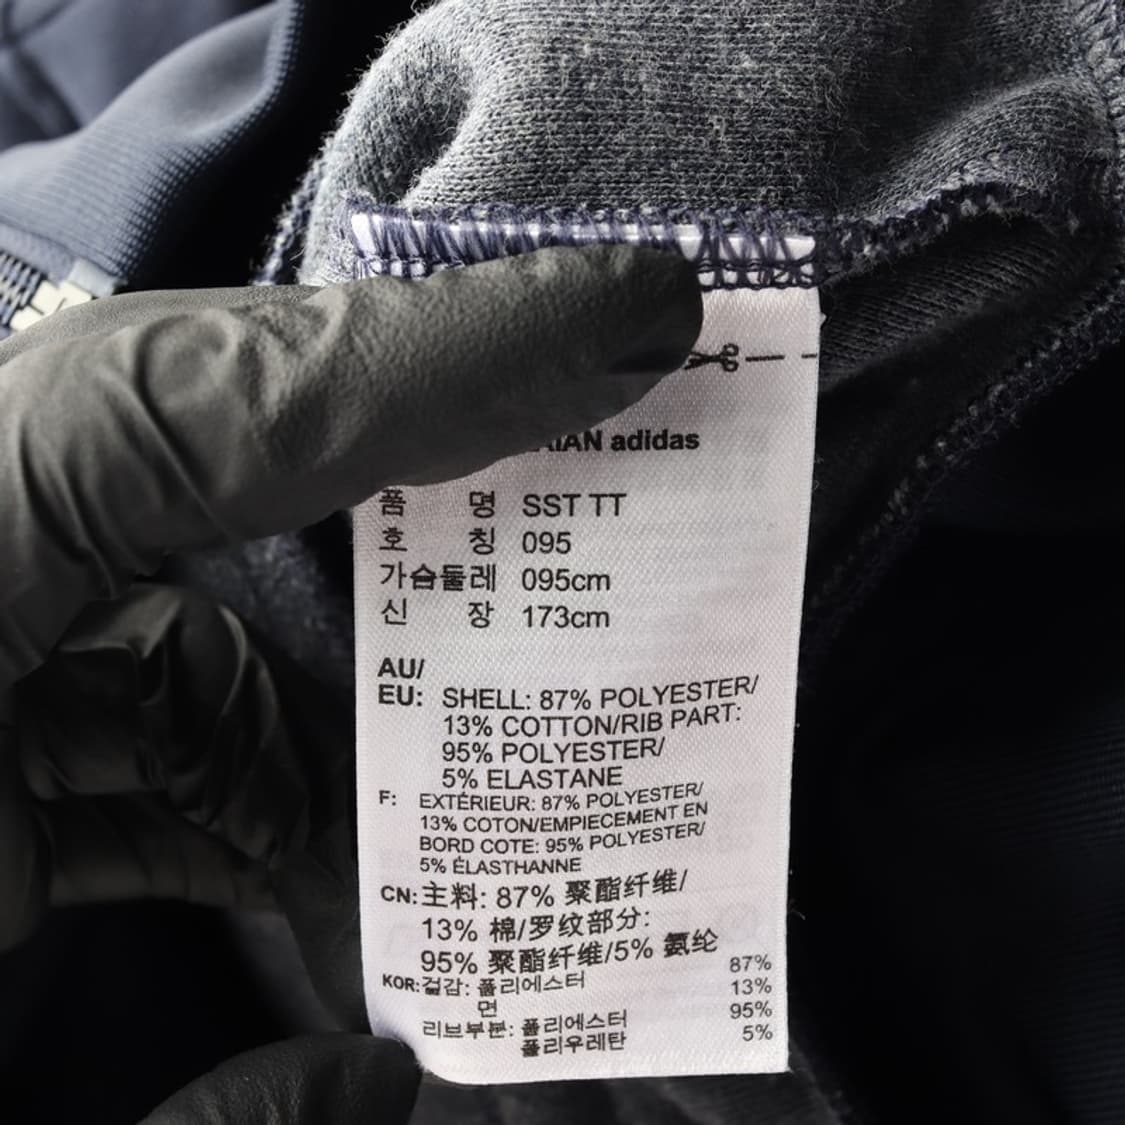 adidas
품 명 SST TT
호 칭 095
가슴둘레 095cm
신 장 173cm
AU/
EU: SHELL: 87% POLYESTER/
13% COTTON/RIB PART:
95% POLYESTER/
5% ELASTANE
F: EXTÉRIEUR: 87% POLYESTER/
13% COTON/EMPIECEMENT EN
BORD COTE: 95% POLYESTER/
5% ÉLASTHANNE
CN: 主料: 87% 聚酯纤维/
13% 棉/罗纹部分:
95% 聚酯纤维/5% 氨纶
KOR: 겉감: 폴리에스터 87%
면 13%
리브부분: 폴리에스터 95%
폴리우레탄 5%